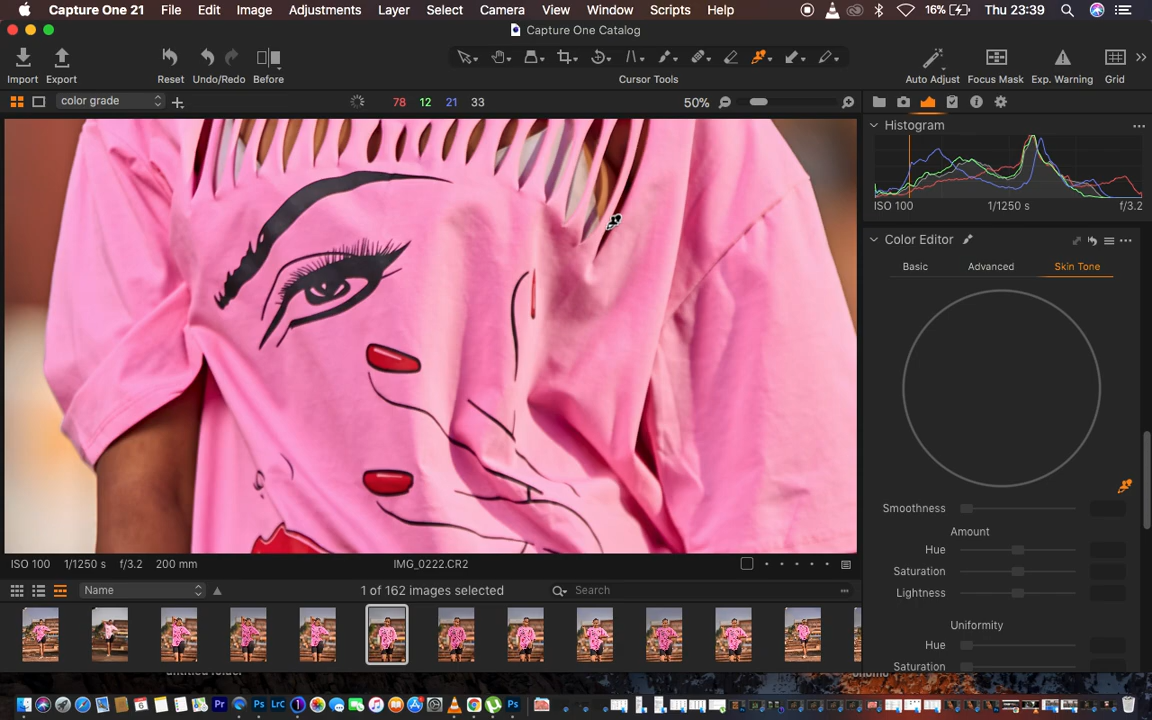 Capture One 21 File Edit Image Adjustments Layer Select Camera View Window Scripts Help 16% Thu 23:39
Capture One Catalog
Import Export Reset Undo/Redo Before Cursor Tools Auto Adjust Focus Mask Exp. Warning Grid
color grade 78 12 21 33 50%
Histogram
ISO 100 1/1250 s f/3.2
Color Editor
Basic Advanced Skin Tone
Smoothness
Amount
Hue
Saturation
Lightness
Uniformity
Hue
Saturation
ISO 100 1/1250 s f/3.2 200 mm IMG_0222.CR2
Name 1 of 162 images selected Search
untitled folder